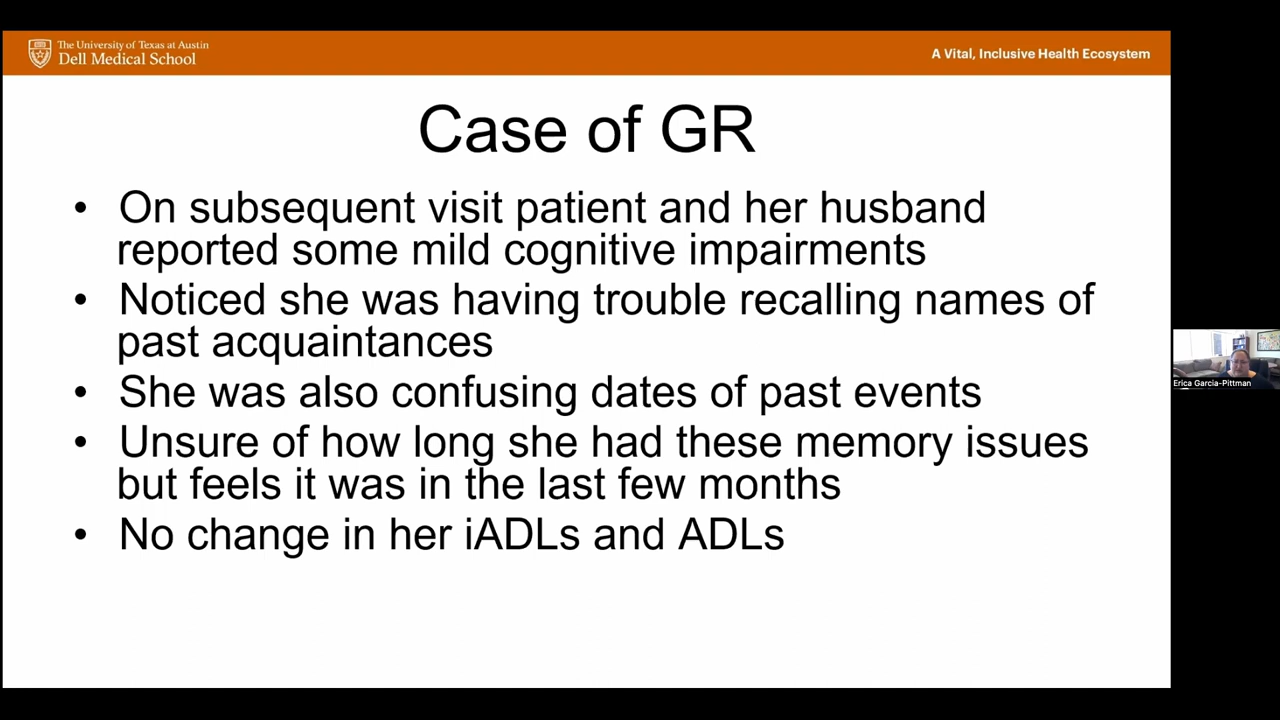 The University of Texas at Austin
Dell Medical School
A Vital, Inclusive Health Ecosystem
Case of GR
• On subsequent visit patient and her husband
reported some mild cognitive impairments
• Noticed she was having trouble recalling names of
past acquaintances
• She was also confusing dates of past events
• Unsure of how long she had these memory issues
but feels it was in the last few months
• No change in her iADLs and ADLs
Erica Garcia-Pittman